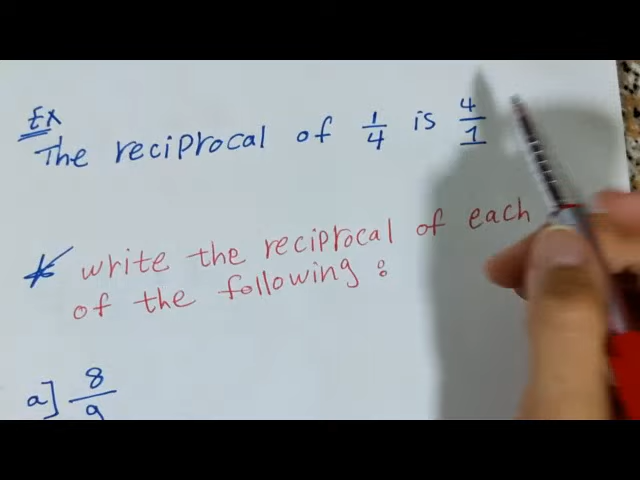 Ex
The reciprocal of 1/4 is 4/1
* write the reciprocal of each
of the following :
a] 8/9